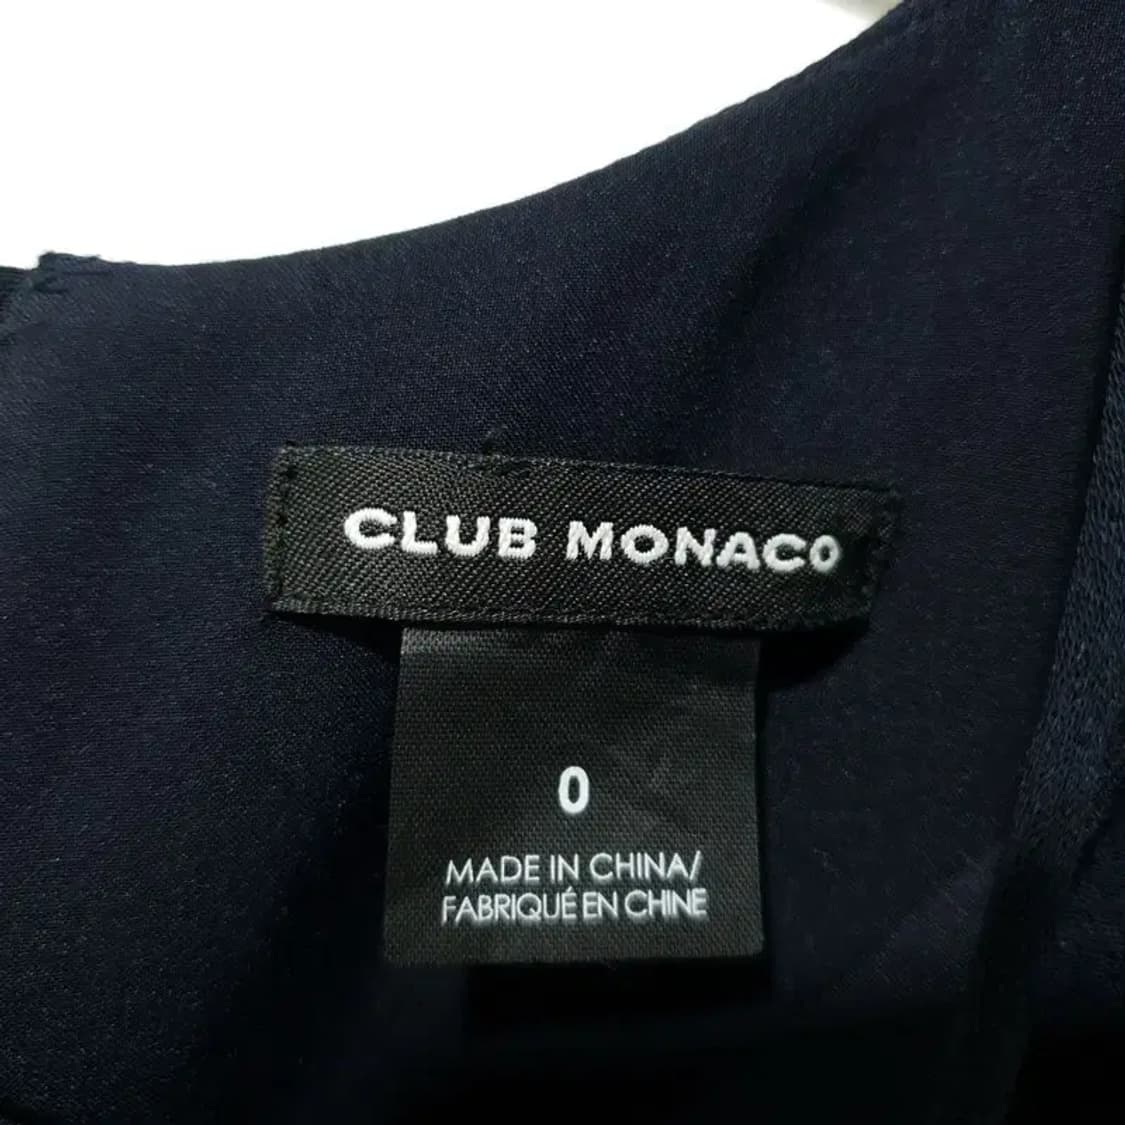 CLUB MONACO
0
MADE IN CHINA/
FABRIQUÉ EN CHINE